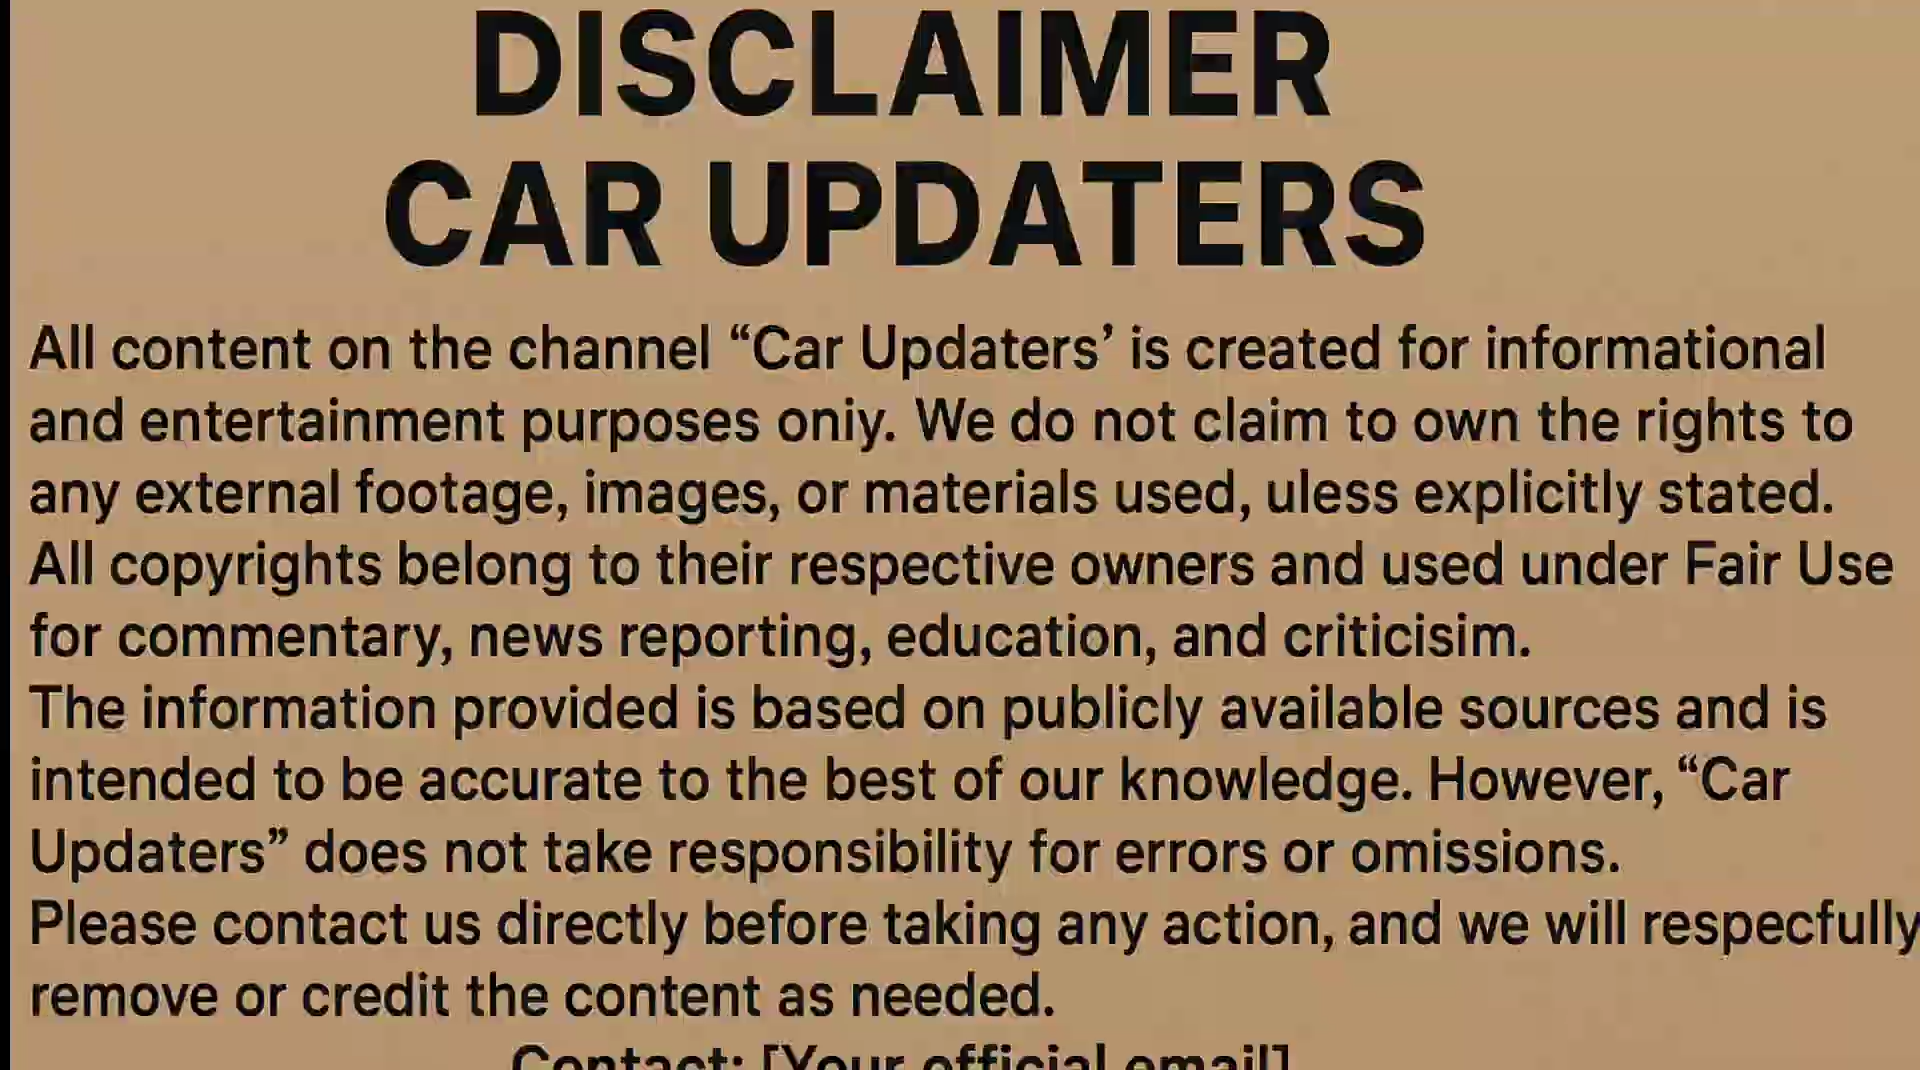 DISCLAIMER
CAR UPDATERS
All content on the channel “Car Updaters’ is created for informational
and entertainment purposes oniy. We do not claim to own the rights to
any external footage, images, or materials used, uless explicitly stated.
All copyrights belong to their respective owners and used under Fair Use
for commentary, news reporting, education, and criticisim.
The information provided is based on publicly available sources and is
intended to be accurate to the best of our knowledge. However, “Car
Updaters” does not take responsibility for errors or omissions.
Please contact us directly before taking any action, and we will respecfully
remove or credit the content as needed.
Contact: [Your official email]